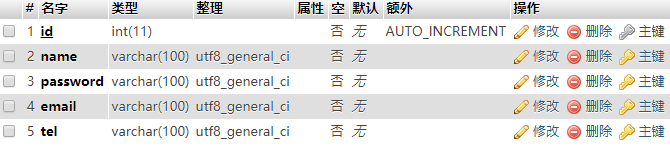 # 名字 类型 整理 属性 空 默认 额外 操作
1 id int(11) 否 无 AUTO_INCREMENT 修改 删除 主键
2 name varchar(100) utf8_general_ci 否 无 修改 删除 主键
3 password varchar(100) utf8_general_ci 否 无 修改 删除 主键
4 email varchar(100) utf8_general_ci 否 无 修改 删除 主键
5 tel varchar(100) utf8_general_ci 否 无 修改 删除 主键